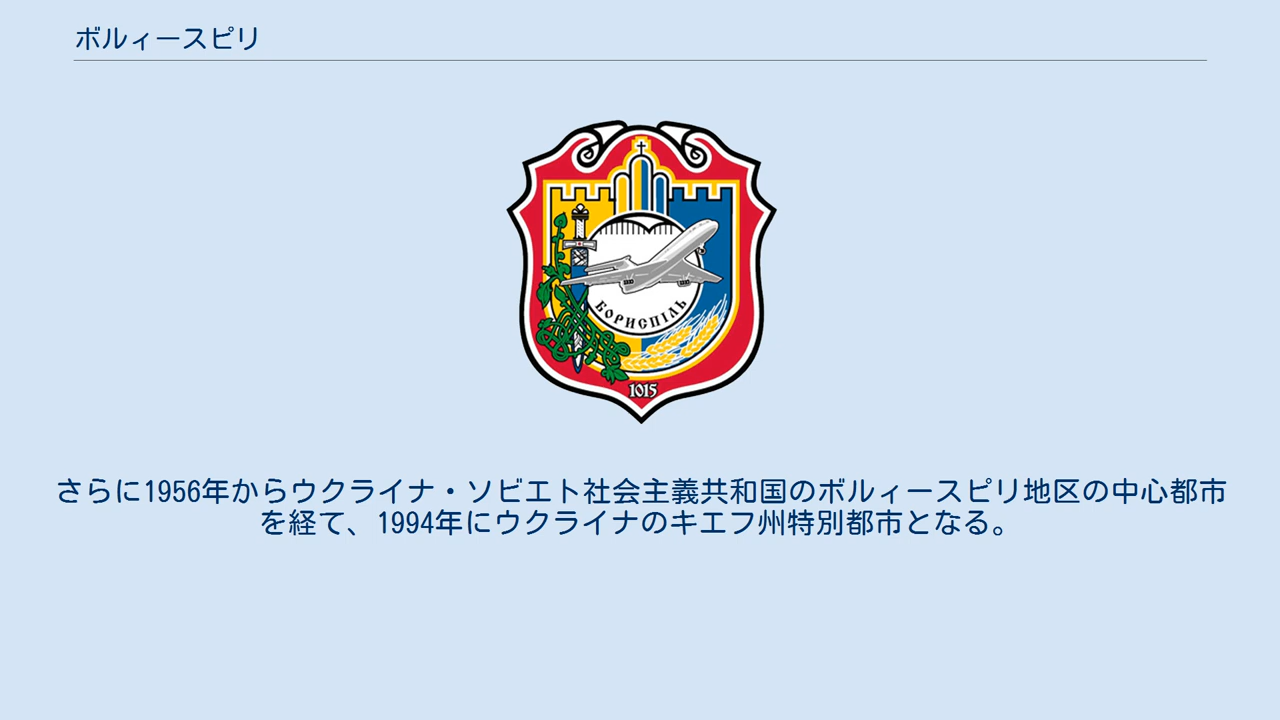 ボルィースピリ
БОРИСПІЛЬ
1015
さらに1956年からウクライナ・ソビエト社会主義共和国のボルィースピリ地区の中心都市
を経て、1994年にウクライナのキエフ州特別都市となる。